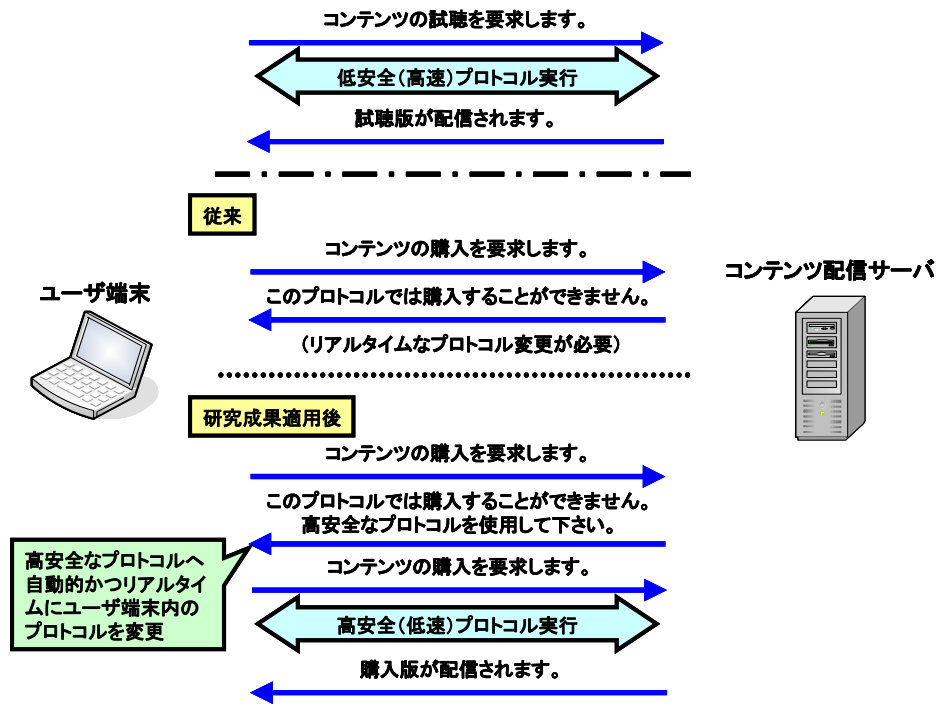 コンテンツの試聴を要求します。
低安全(高速)プロトコル実行
試聴版が配信されます。
従来
コンテンツの購入を要求します。
コンテンツ配信サーバ
ユーザ端末
このプロトコルでは購入することができません。
(リアルタイムなプロトコル変更が必要)
研究成果適用後
コンテンツの購入を要求します。
このプロトコルでは購入することができません。
高安全なプロトコルを使用して下さい。
高安全なプロトコルへ
自動的かつリアルタイ
ムにユーザ端末内の
プロトコルを変更
コンテンツの購入を要求します。
高安全(低速)プロトコル実行
購入版が配信されます。